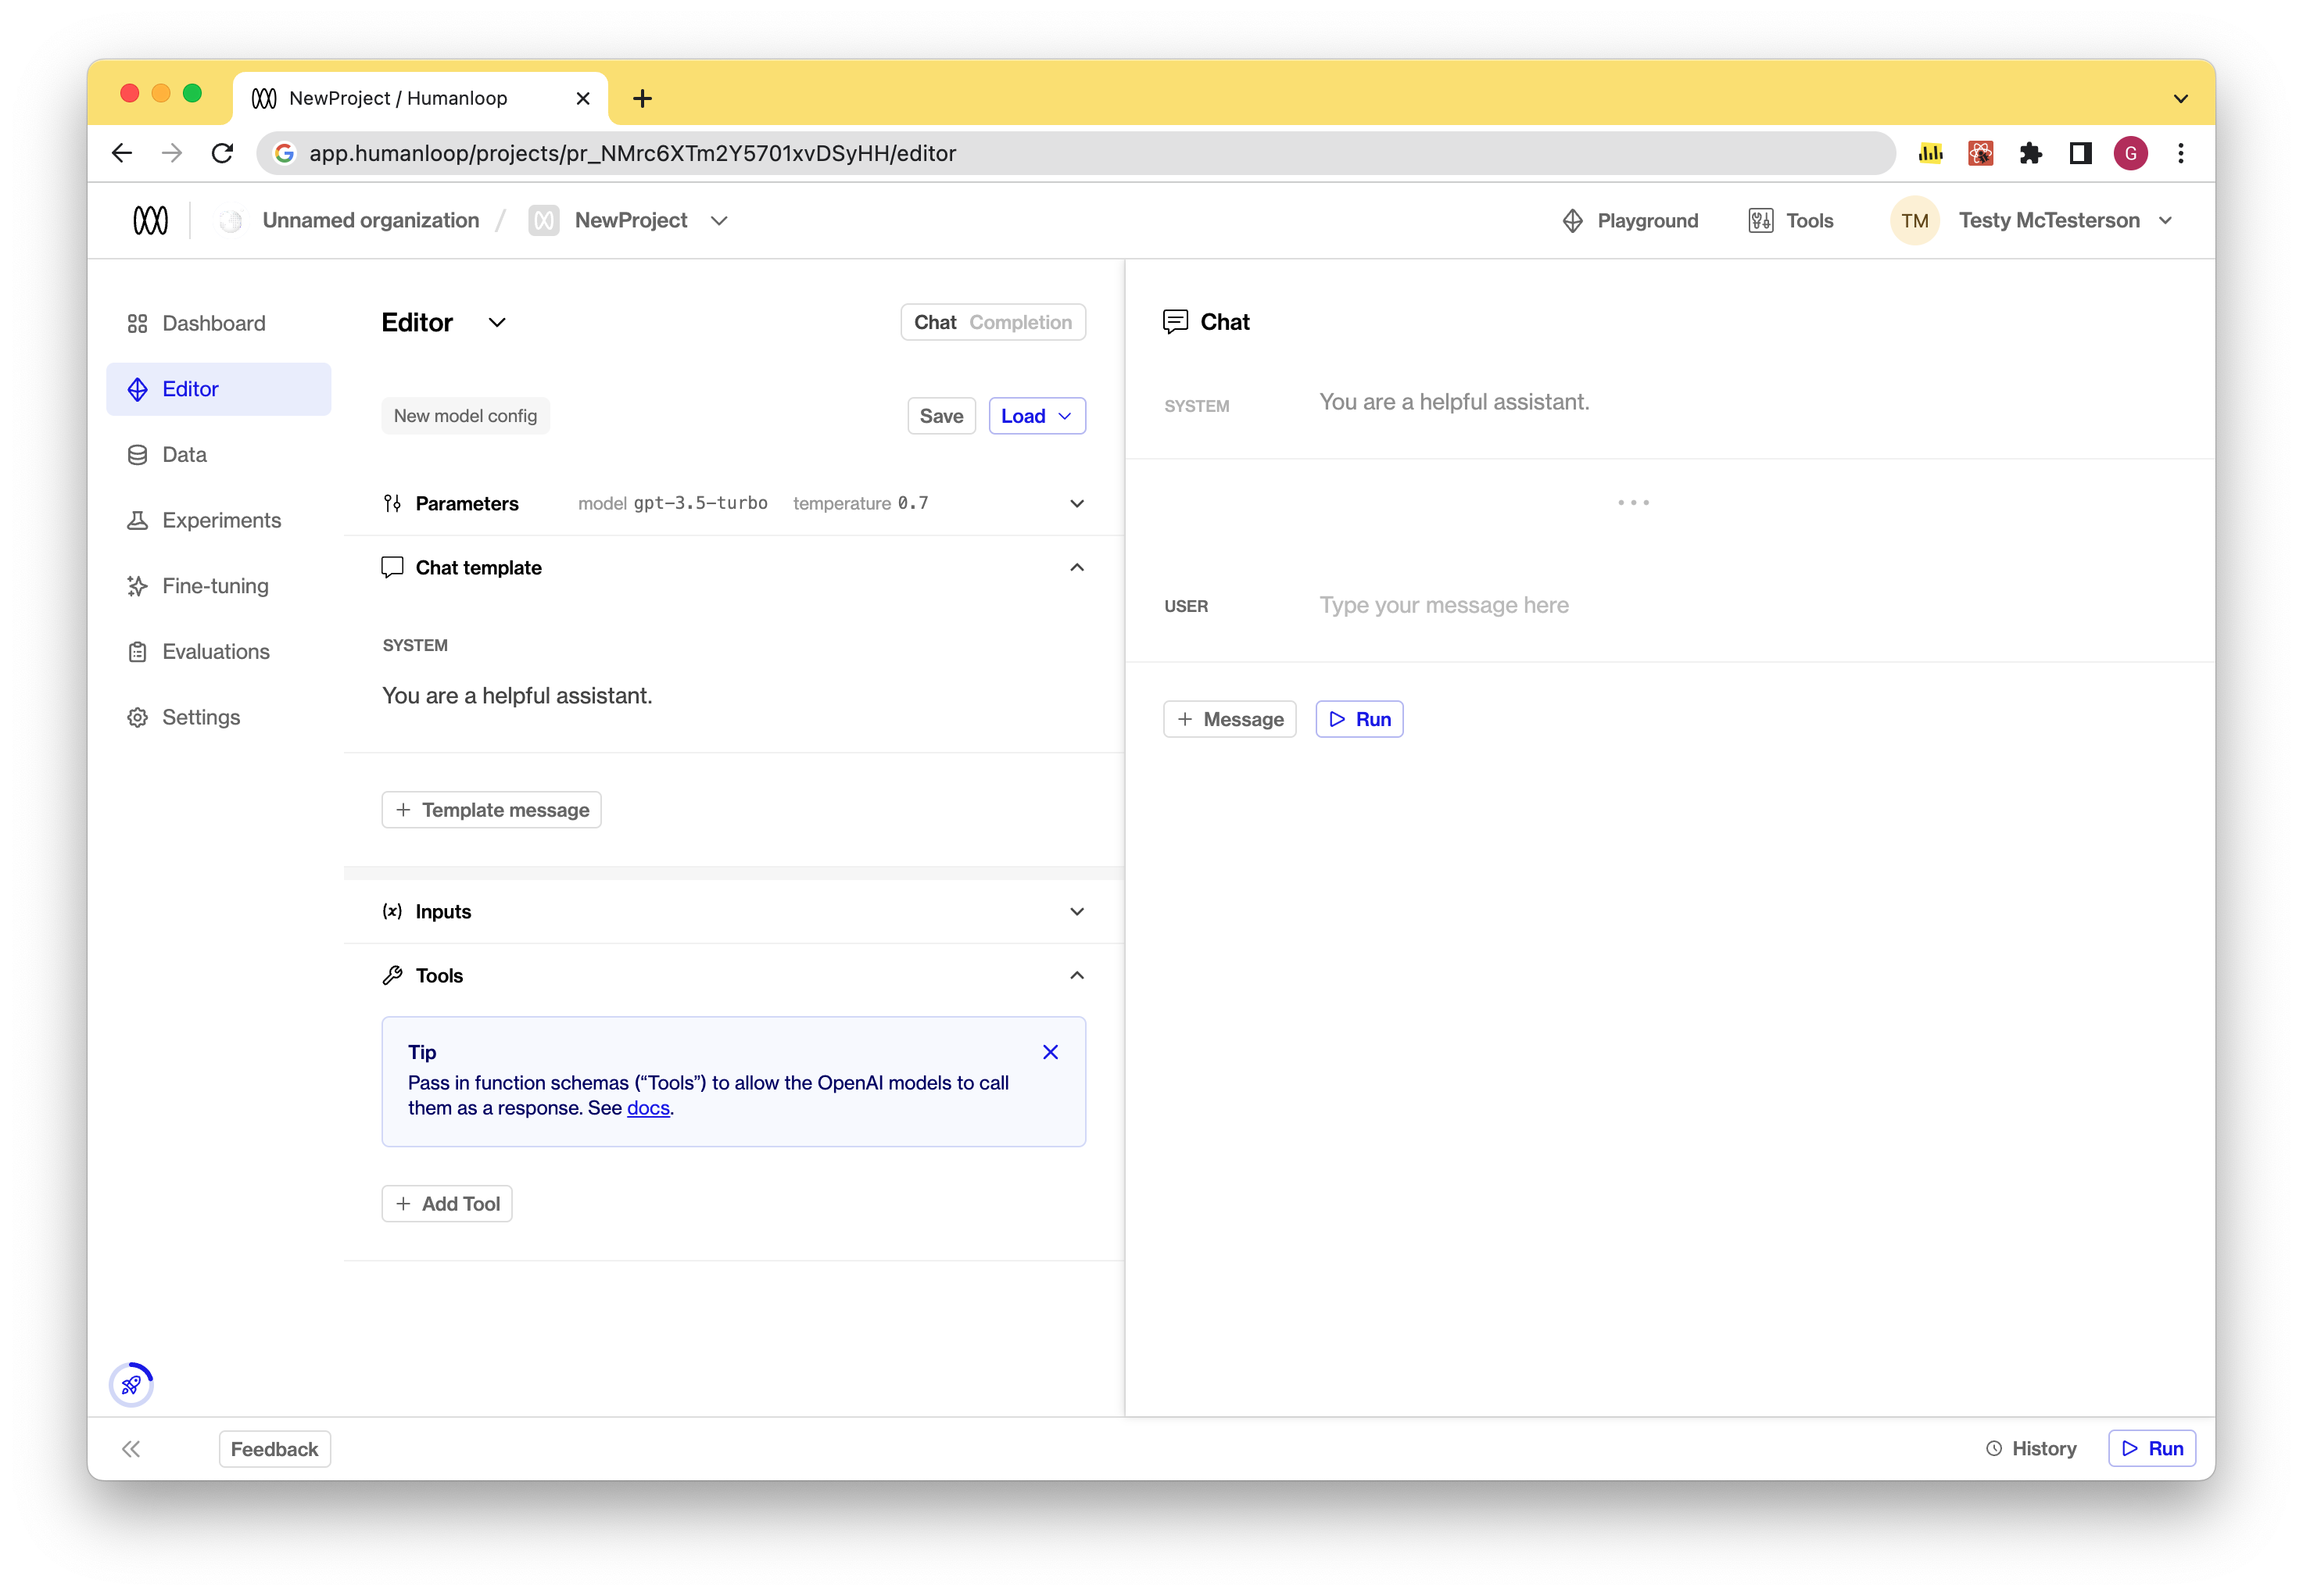 NewProject / Humanloop
app.humanloop/projects/pr_NMrc6XTm2Y5701xvDSyHH/editor
G
Unnamed organization / NewProject
Playground
Tools
TM
Testy McTesterson
Dashboard
Editor
Data
Experiments
Fine-tuning
Evaluations
Settings
Editor
Chat Completion
New model config
Save
Load
Parameters model gpt-3.5-turbo temperature 0.7
Chat template
SYSTEM
You are a helpful assistant.
+ Template message
(x) Inputs
Tools
Tip
Pass in function schemas (“Tools”) to allow the OpenAI models to call
them as a response. See docs.
+ Add Tool
Chat
SYSTEM You are a helpful assistant.
USER Type your message here
+ Message
Run
Feedback
History
Run